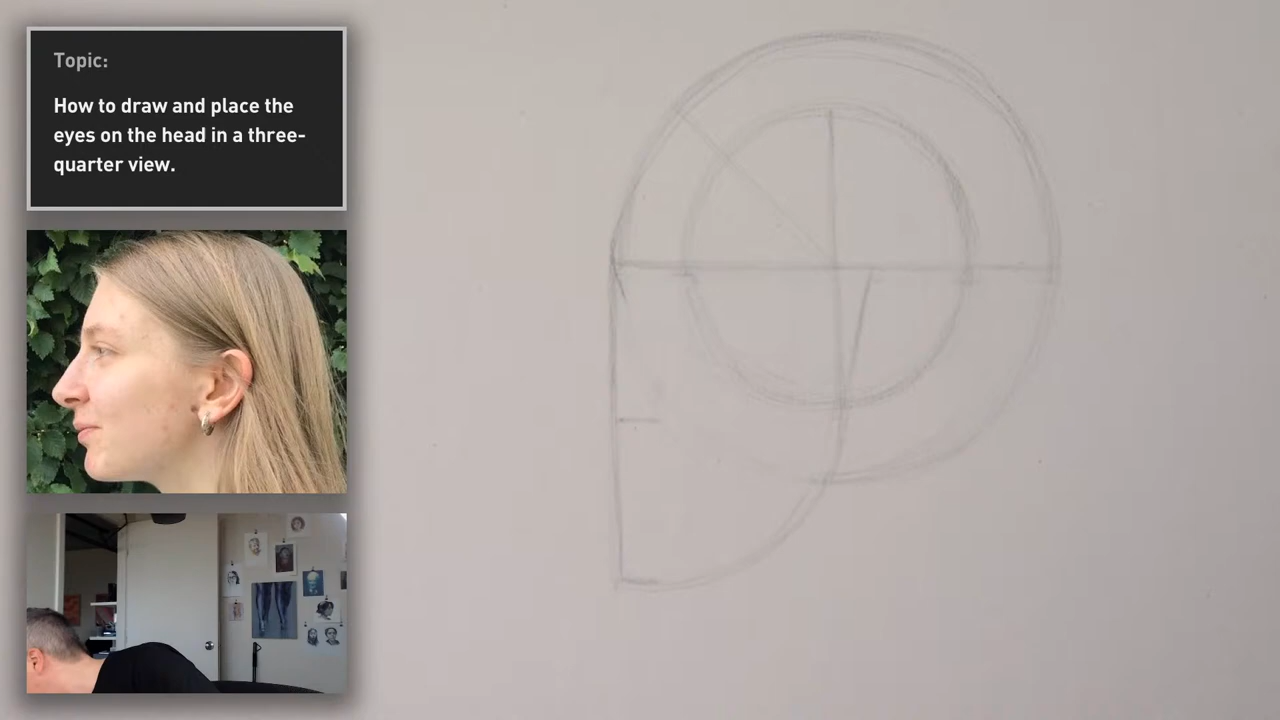 Topic:
How to draw and place the
eyes on the head in a three-
quarter view.